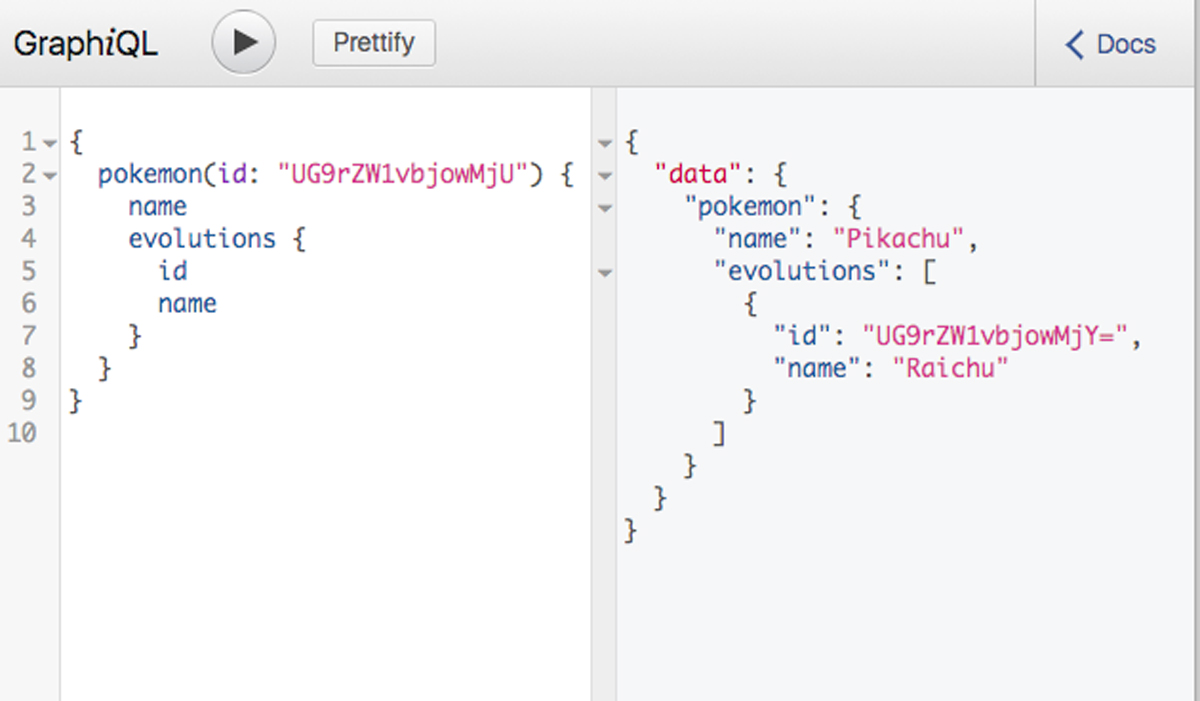 GraphiQL Prettify Docs
1 {
2 pokemon(id: "UG9rZW1vbjowMjU") {
3 name
4 evolutions {
5 id
6 name
7 }
8 }
9 }
10
{
"data": {
"pokemon": {
"name": "Pikachu",
"evolutions": [
{
"id": "UG9rZW1vbjowMjY=",
"name": "Raichu"
}
]
}
}
}